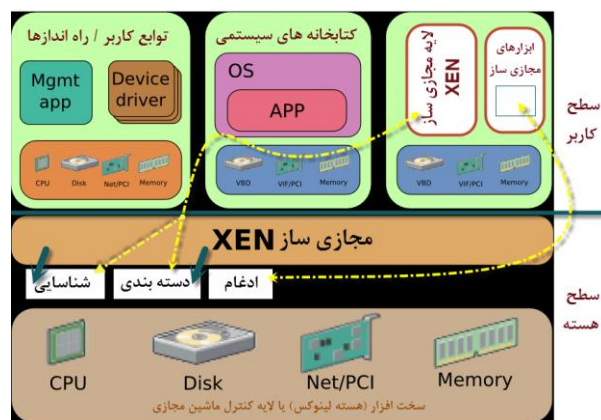 توابع کاربر / راه اندازها
Mgmt app
Device driver
CPU
Disk
Net/PCI
Memory
کتابخانه های سیستمی
OS
APP
VBD
VIF/PCI
Memory
لایه مجازی ساز
XEN
ابزارهای
مجازی ساز
VBD
VIF/PCI
Memory
سطح
کاربر
مجازی ساز XEN
شناسایی
دسته بندی
ادغام
سطح
هسته
CPU
Disk
Net/PCI
Memory
سخت افزار (هسته لینوکس) یا لایه کنترل ماشین مجازی